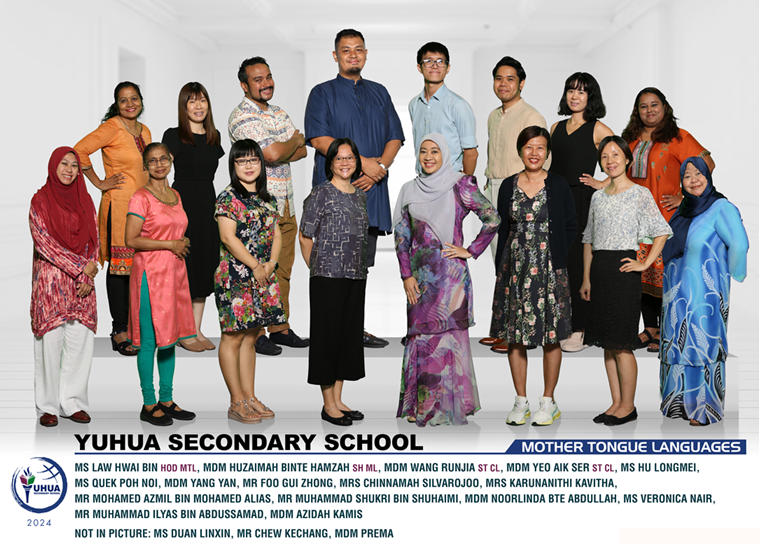 YUHUA SECONDARY SCHOOL
MOTHER TONGUE LANGUAGES
MS LAW HWAI BIN HOD MTL, MDM HUZAIMAH BINTE HAMZAH SH ML, MDM WANG RUNJIA ST CL, MDM YEO AIK SER ST CL, MS HU LONGMEI,
MS QUEK POH NOI, MDM YANG YAN, MR FOO GUI ZHONG, MRS CHINNAMAH SILVAROJOO, MRS KARUNANITHI KAVITHA,
MR MOHAMED AZMIL BIN MOHAMED ALIAS, MR MUHAMMAD SHUKRI BIN SHUHAIMI, MDM NOORLINDA BTE ABDULLAH, MS VERONICA NAIR,
MR MUHAMMAD ILYAS BIN ABDUSSAMAD, MDM AZIDAH KAMIS
NOT IN PICTURE: MS DUAN LINXIN, MR CHEW KECHANG, MDM PREMA
YUHUA
SECONDARY SCHOOL
2024